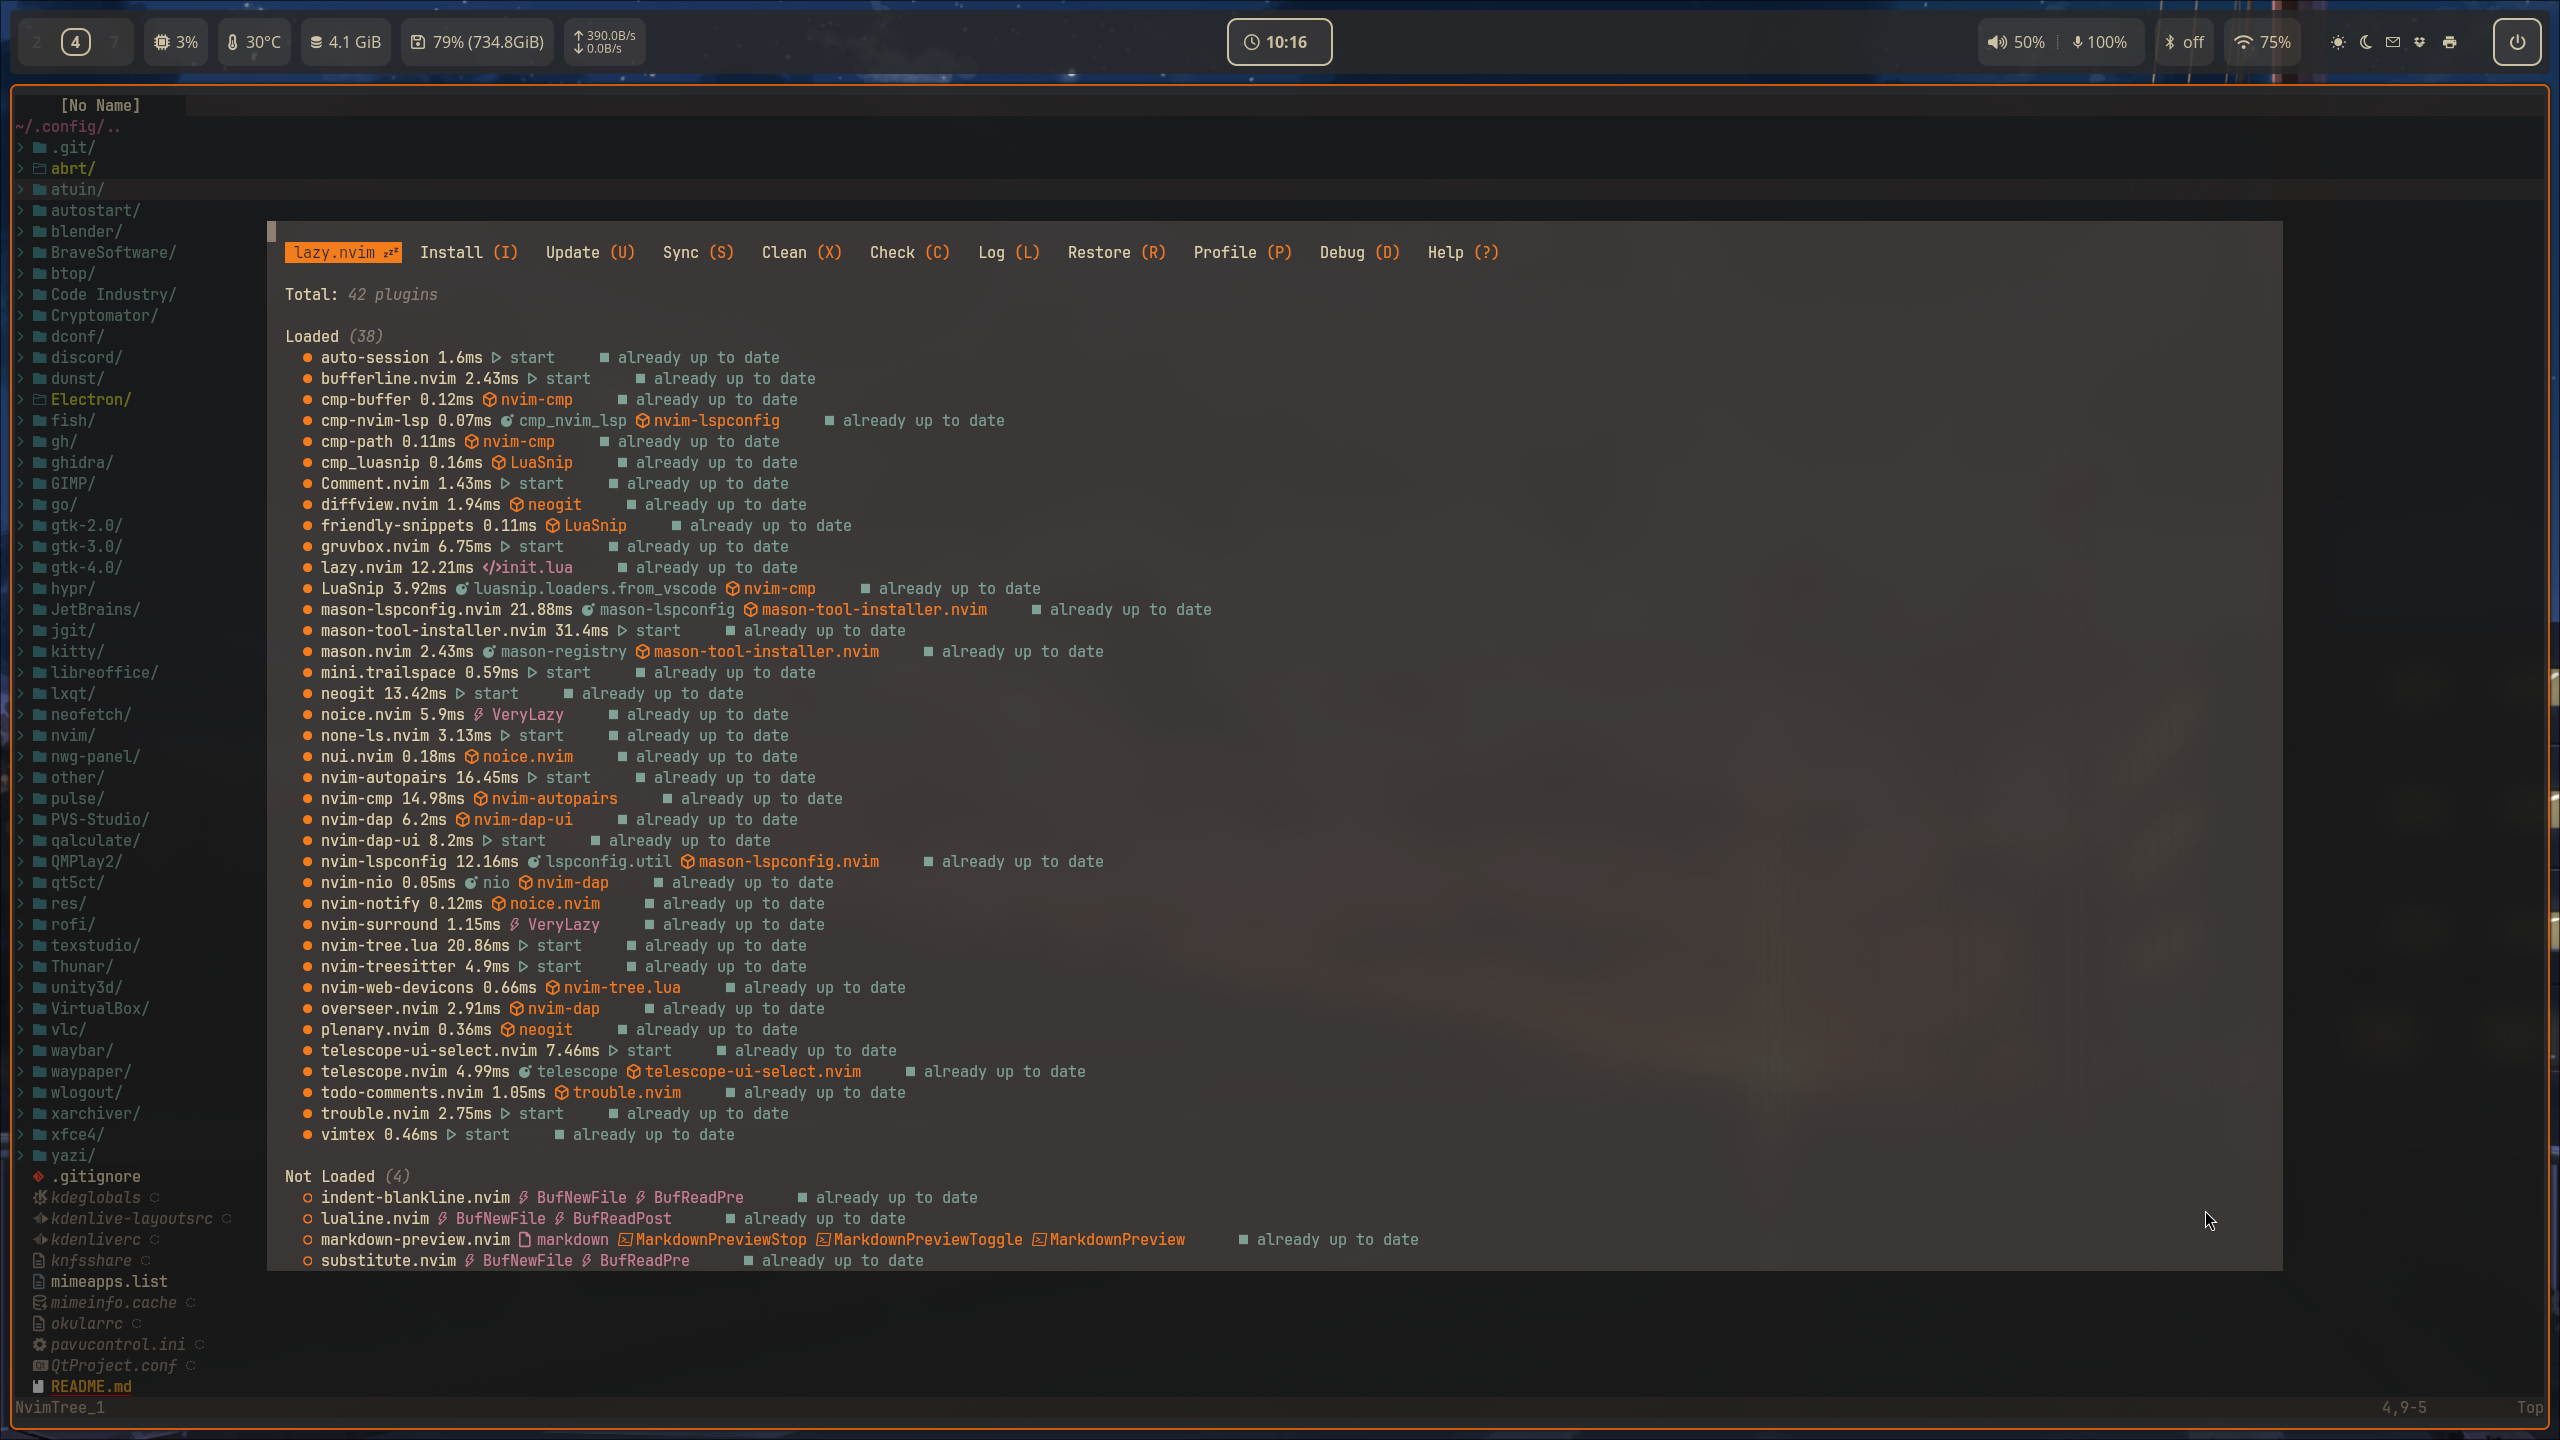 2 4 7 3% 30°C 4.1 GiB 79% (734.8GiB) 390.0B/s 0.0B/s 10:16 50% 100% off 75%
[No Name]
~/.config/..
.git/
abrt/
atuin/
autostart/
blender/
BraveSoftware/
btop/
Code Industry/
Cryptomator/
dconf/
discord/
dunst/
Electron/
fish/
gh/
ghidra/
GIMP/
go/
gtk-2.0/
gtk-3.0/
gtk-4.0/
hypr/
JetBrains/
jgit/
kitty/
libreoffice/
lxqt/
neofetch/
nvim/
nwg-panel/
other/
pulse/
PVS-Studio/
qalculate/
QMPlay2/
qt5ct/
res/
rofi/
texstudio/
Thunar/
unity3d/
VirtualBox/
vlc/
waybar/
waypaper/
wlogout/
xarchiver/
xfce4/
yazi/
.gitignore
kdeglobals
kdenlive-layoutsrc
kdenliverc
knfsshare
mimeapps.list
mimeinfo.cache
okularrc
pavucontrol.ini
QtProject.conf
README.md
lazy.nvim zzz Install (I) Update (U) Sync (S) Clean (X) Check (C) Log (L) Restore (R) Profile (P) Debug (D) Help (?)
Total: 42 plugins
Loaded (38)
auto-session 1.6ms start already up to date
bufferline.nvim 2.43ms start already up to date
cmp-buffer 0.12ms nvim-cmp already up to date
cmp-nvim-lsp 0.07ms cmp_nvim_lsp nvim-lspconfig already up to date
cmp-path 0.11ms nvim-cmp already up to date
cmp_luasnip 0.16ms LuaSnip already up to date
Comment.nvim 1.43ms start already up to date
diffview.nvim 1.94ms neogit already up to date
friendly-snippets 0.11ms LuaSnip already up to date
gruvbox.nvim 6.75ms start already up to date
lazy.nvim 12.21ms </>init.lua already up to date
LuaSnip 3.92ms luasnip.loaders.from_vscode nvim-cmp already up to date
mason-lspconfig.nvim 21.88ms mason-lspconfig mason-tool-installer.nvim already up to date
mason-tool-installer.nvim 31.4ms start already up to date
mason.nvim 2.43ms mason-registry mason-tool-installer.nvim already up to date
mini.trailspace 0.59ms start already up to date
neogit 13.42ms start already up to date
noice.nvim 5.9ms VeryLazy already up to date
none-ls.nvim 3.13ms start already up to date
nui.nvim 0.18ms noice.nvim already up to date
nvim-autopairs 16.45ms start already up to date
nvim-cmp 14.98ms nvim-autopairs already up to date
nvim-dap 6.2ms nvim-dap-ui already up to date
nvim-dap-ui 8.2ms start already up to date
nvim-lspconfig 12.16ms lspconfig.util mason-lspconfig.nvim already up to date
nvim-nio 0.05ms nio nvim-dap already up to date
nvim-notify 0.12ms noice.nvim already up to date
nvim-surround 1.15ms VeryLazy already up to date
nvim-tree.lua 20.86ms start already up to date
nvim-treesitter 4.9ms start already up to date
nvim-web-devicons 0.66ms nvim-tree.lua already up to date
overseer.nvim 2.91ms nvim-dap already up to date
plenary.nvim 0.36ms neogit already up to date
telescope-ui-select.nvim 7.46ms start already up to date
telescope.nvim 4.99ms telescope telescope-ui-select.nvim already up to date
todo-comments.nvim 1.05ms trouble.nvim already up to date
trouble.nvim 2.75ms start already up to date
vimtex 0.46ms start already up to date
Not Loaded (4)
indent-blankline.nvim BufNewFile BufReadPre already up to date
lualine.nvim BufNewFile BufReadPost already up to date
markdown-preview.nvim markdown MarkdownPreviewStop MarkdownPreviewToggle MarkdownPreview already up to date
substitute.nvim BufNewFile BufReadPre already up to date
NvimTree_1 4,9-5 Top